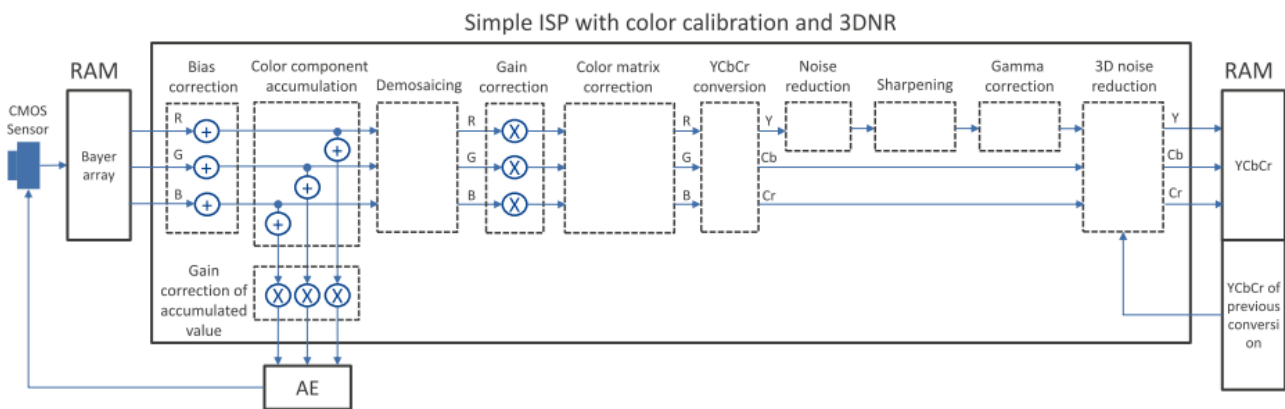 Simple ISP with color calibration and 3DNR
RAM
CMOS
Sensor
Bayer
array
Bias
correction
Color component
accumulation
Demosaicing
Gain
correction
Color matrix
correction
YCbCr
conversion
Noise
reduction
Sharpening
Gamma
correction
3D noise
reduction
RAM
R
G
B
+
+
+
+
+
+
R
G
B
X
X
X
R
G
B
Y
Cb
Cr
Y
Cb
Cr
YCbCr
Gain
correction of
accumulated
value
X
X
X
YCbCr of
previous
conversi
on
AE